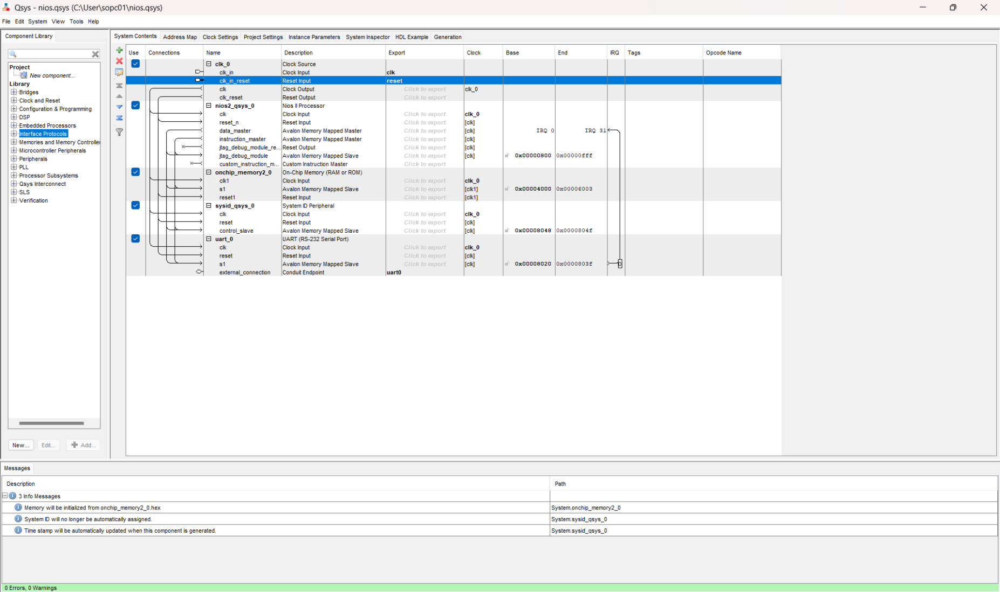 Qsys - nios.qsys (C:\User\sopc01\nios.qsys)
File Edit System View Tools Help
Component Library
Project
New component...
Library
Bridges
Clock and Reset
Configuration & Programming
DSP
Embedded Processors
Interface Protocols
Memories and Memory Controller
Microcontroller Peripherals
Peripherals
PLL
Processor Subsystems
Qsys Interconnect
SLS
Verification
New... Edit... Add...
System Contents Address Map Clock Settings Project Settings Instance Parameters System Inspector HDL Example Generation
Use Connections Name Description Export Clock Base End IRQ Tags Opcode Name
clk_0 Clock Source
clk_in Clock Input clk
clk_in_reset Reset Input reset
clk Clock Output Click to export clk_0
clk_reset Reset Output Click to export
nios2_qsys_0 Nios II Processor
clk Clock Input Click to export clk_0
reset_n Reset Input Click to export [clk]
data_master Avalon Memory Mapped Master Click to export [clk] IRQ 0 IRQ 31
instruction_master Avalon Memory Mapped Master Click to export [clk]
jtag_debug_module_re... Reset Output Click to export [clk]
jtag_debug_module Avalon Memory Mapped Slave Click to export [clk] 0x00000800 0x00000fff
custom_instruction_m... Custom Instruction Master Click to export
onchip_memory2_0 On-Chip Memory (RAM or ROM)
clk1 Clock Input Click to export clk_0
s1 Avalon Memory Mapped Slave Click to export [clk1] 0x00004000 0x00006003
reset1 Reset Input Click to export [clk1]
sysid_qsys_0 System ID Peripheral
clk Clock Input Click to export clk_0
reset Reset Input Click to export [clk]
control_slave Avalon Memory Mapped Slave Click to export [clk] 0x00008048 0x0000804f
uart_0 UART (RS-232 Serial Port)
clk Clock Input Click to export clk_0
reset Reset Input Click to export [clk]
s1 Avalon Memory Mapped Slave Click to export [clk] 0x00008020 0x0000803f 0
external_connection Conduit Endpoint uart0
Messages
Description Path
3 Info Messages
Memory will be initialized from onchip_memory2_0.hex System.onchip_memory2_0
System ID will no longer be automatically assigned. System.sysid_qsys_0
Time stamp will be automatically updated when this component is generated. System.sysid_qsys_0
0 Errors, 0 Warnings